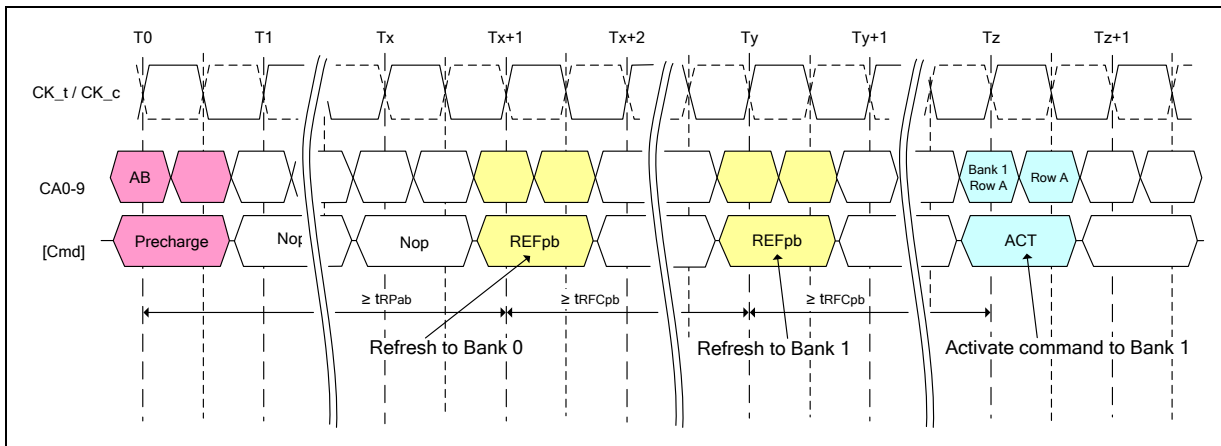 T0 T1 Tx Tx+1 Tx+2 Ty Ty+1 Tz Tz+1
CK_t / CK_c
CA0-9 AB Bank 1 Row A Row A
[Cmd] Precharge Nop Nop REFpb REFpb ACT
≥ tRPab ≥ tRFCpb ≥ tRFCpb
Refresh to Bank 0 Refresh to Bank 1 Activate command to Bank 1